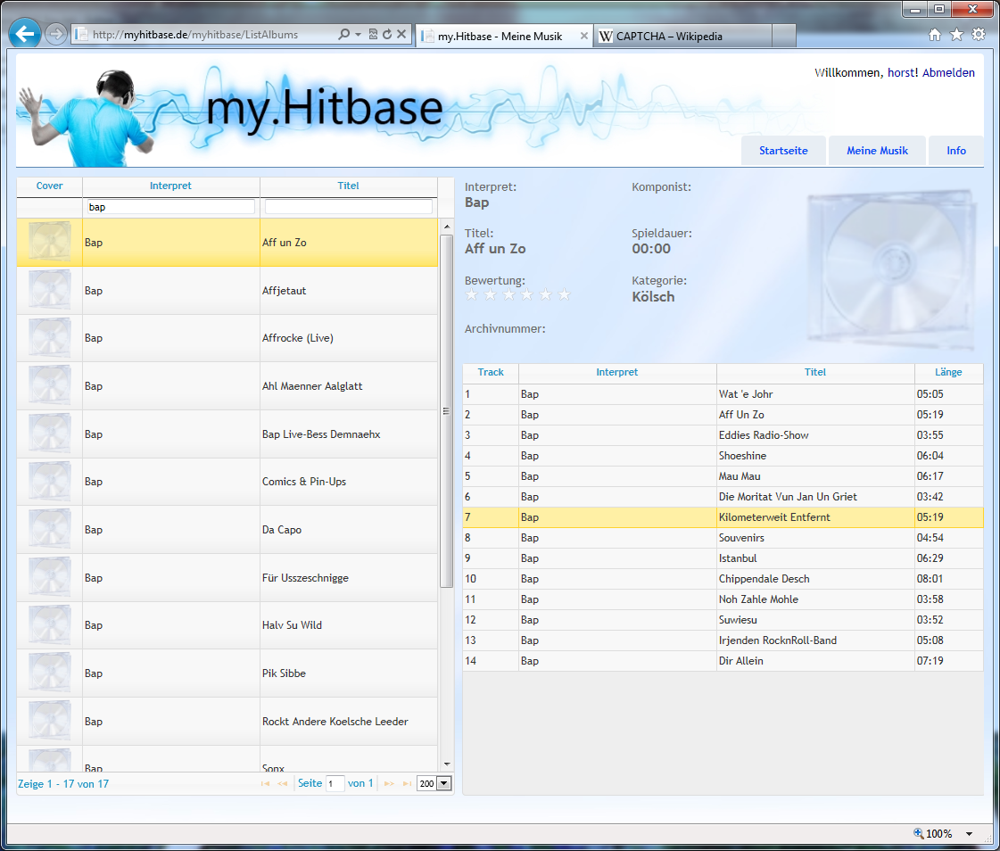 http://myhitbase.de/myhitbase/ListAlbums
my.Hitbase - Meine Musik
CAPTCHA – Wikipedia
Willkommen, horst! Abmelden
my.Hitbase
Startseite Meine Musik Info
Cover Interpret Titel
bap
Bap Aff un Zo
Bap Affjetaut
Bap Affrocke (Live)
Bap Ahl Maenner Aalglatt
Bap Bap Live-Bess Demnaehx
Bap Comics & Pin-Ups
Bap Da Capo
Bap Für Usszeschnigge
Bap Halv Su Wild
Bap Pik Sibbe
Bap Rockt Andere Koelsche Leeder
Bap Sonx
Zeige 1 - 17 von 17 Seite 1 von 1 200
Interpret: Komponist:
Bap
Titel: Spieldauer:
Aff un Zo 00:00
Bewertung: Kategorie:
Kölsch
Archivnummer:
Track Interpret Titel Länge
1 Bap Wat 'e Johr 05:05
2 Bap Aff Un Zo 05:19
3 Bap Eddies Radio-Show 03:55
4 Bap Shoeshine 06:04
5 Bap Mau Mau 06:17
6 Bap Die Moritat Vun Jan Un Griet 03:42
7 Bap Kilometerweit Entfernt 05:19
8 Bap Souvenirs 04:54
9 Bap Istanbul 06:29
10 Bap Chippendale Desch 08:01
11 Bap Noh Zahle Mohle 03:58
12 Bap Suwiesu 03:52
13 Bap Irjenden RocknRoll-Band 05:08
14 Bap Dir Allein 07:19
100%